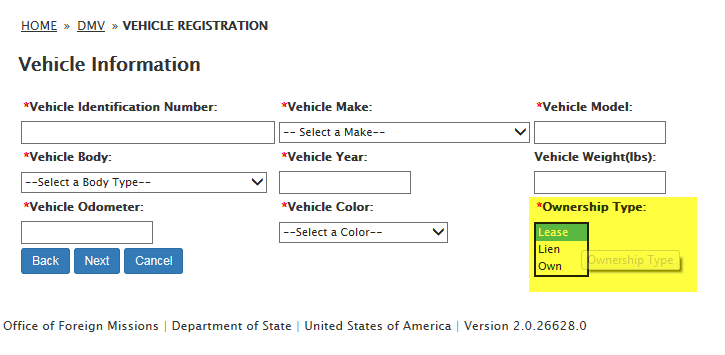 HOME » DMV » VEHICLE REGISTRATION
Vehicle Information
*Vehicle Identification Number: *Vehicle Make: *Vehicle Model:
-- Select a Make--
*Vehicle Body: *Vehicle Year: Vehicle Weight(lbs):
--Select a Body Type--
*Vehicle Odometer: *Vehicle Color: *Ownership Type:
--Select a Color-- Lease
Lien
Own
Ownership Type
Back Next Cancel
Office of Foreign Missions | Department of State | United States of America | Version 2.0.26628.0